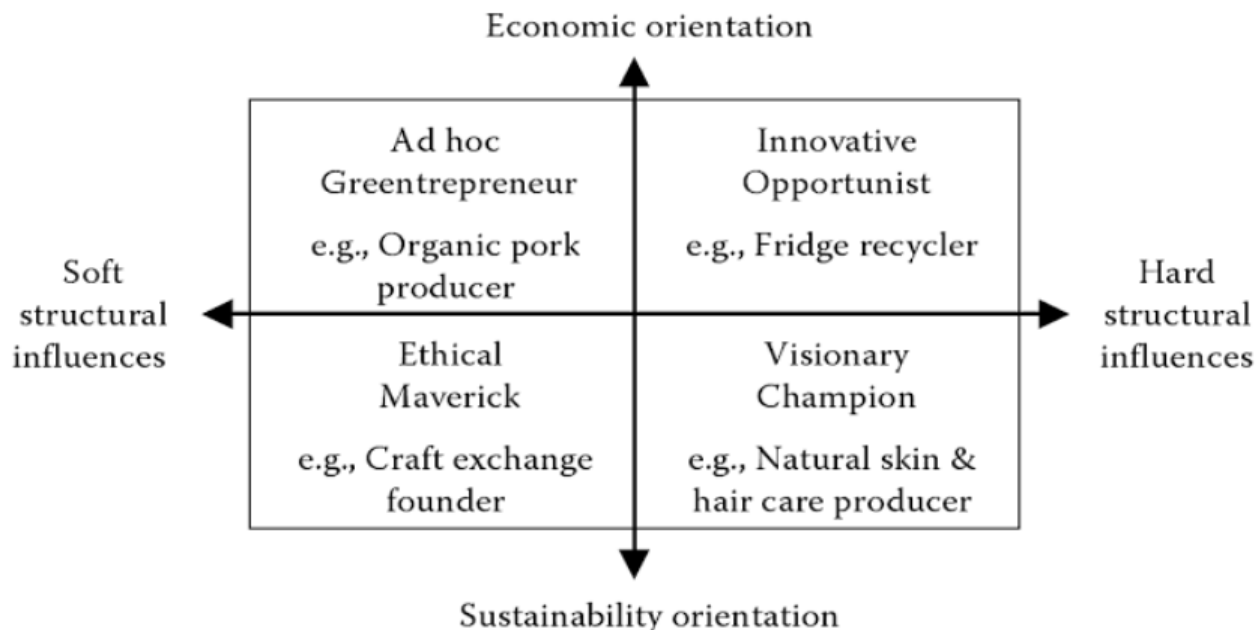 Economic orientation
Ad hoc
Greentrepreneur
e.g., Organic pork
producer
Innovative
Opportunist
e.g., Fridge recycler
Soft
structural
influences
Hard
structural
influences
Ethical
Maverick
e.g., Craft exchange
founder
Visionary
Champion
e.g., Natural skin &
hair care producer
Sustainability orientation